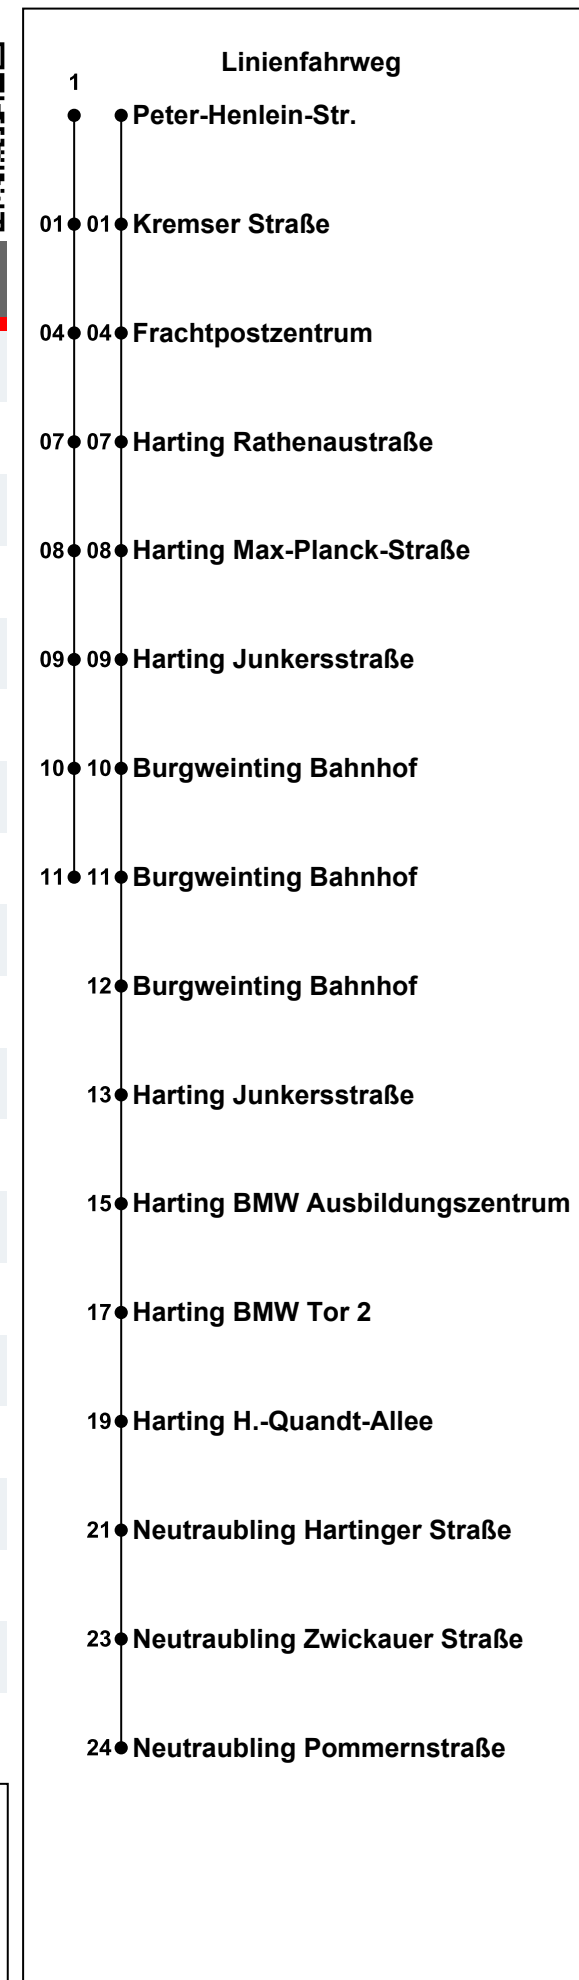 Linienfahrweg
1
Peter-Henlein-Str.
01 01 Kremser Straße
04 04 Frachtpostzentrum
07 07 Harting Rathenaustraße
08 08 Harting Max-Planck-Straße
09 09 Harting Junkersstraße
10 10 Burgweinting Bahnhof
11 11 Burgweinting Bahnhof
12 Burgweinting Bahnhof
13 Harting Junkersstraße
15 Harting BMW Ausbildungszentrum
17 Harting BMW Tor 2
19 Harting H.-Quandt-Allee
21 Neutraubling Hartinger Straße
23 Neutraubling Zwickauer Straße
24 Neutraubling Pommernstraße